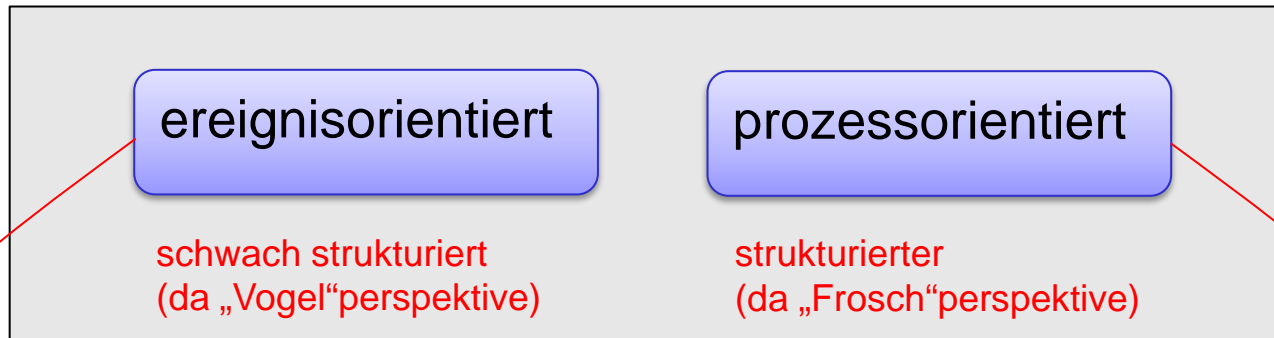 ereignisorientiert
prozessorientiert
schwach strukturiert
(da „Vogel“perspektive)
strukturierter
(da „Frosch“perspektive)